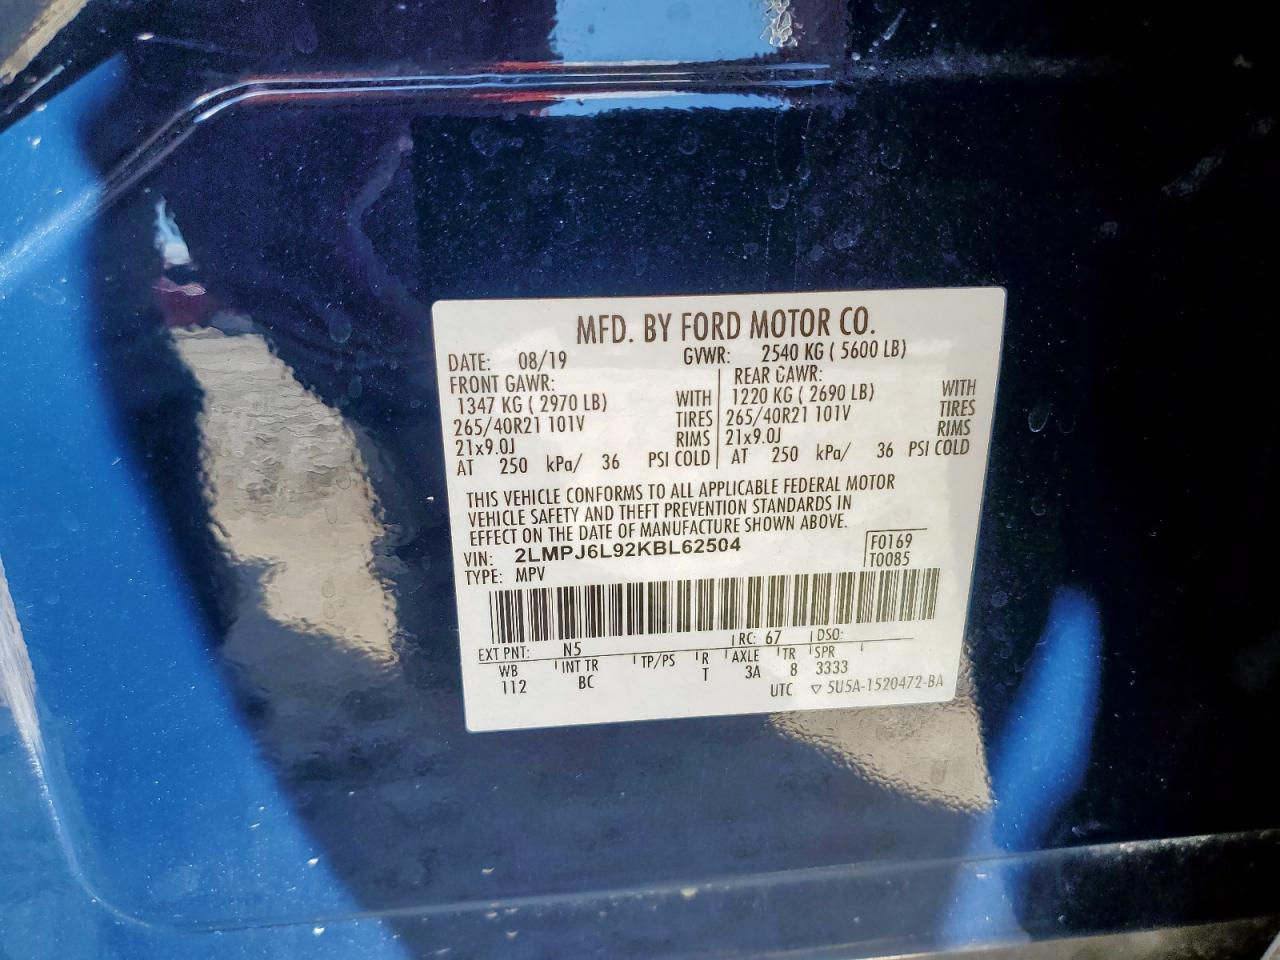 MFD. BY FORD MOTOR CO.
DATE: 08/19 GVWR: 2540 KG ( 5600 LB)
FRONT GAWR: REAR GAWR:
1347 KG ( 2970 LB) WITH 1220 KG ( 2690 LB) WITH
265/40R21 101V TIRES 265/40R21 101V TIRES
21x9.0J RIMS 21x9.0J RIMS
AT 250 kPa/ 36 PSI COLD AT 250 kPa/ 36 PSI COLD
THIS VEHICLE CONFORMS TO ALL APPLICABLE FEDERAL MOTOR
VEHICLE SAFETY AND THEFT PREVENTION STANDARDS IN
EFFECT ON THE DATE OF MANUFACTURE SHOWN ABOVE.
VIN: 2LMPJ6L92KBL62504 F0169
TYPE: MPV T0085
EXT PNT: N5 RC: 67 DSO:
WB INT TR TP/PS R AXLE TR SPR
112 BC T 3A 8 3333
UTC ▽ 5U5A-1520472-BA